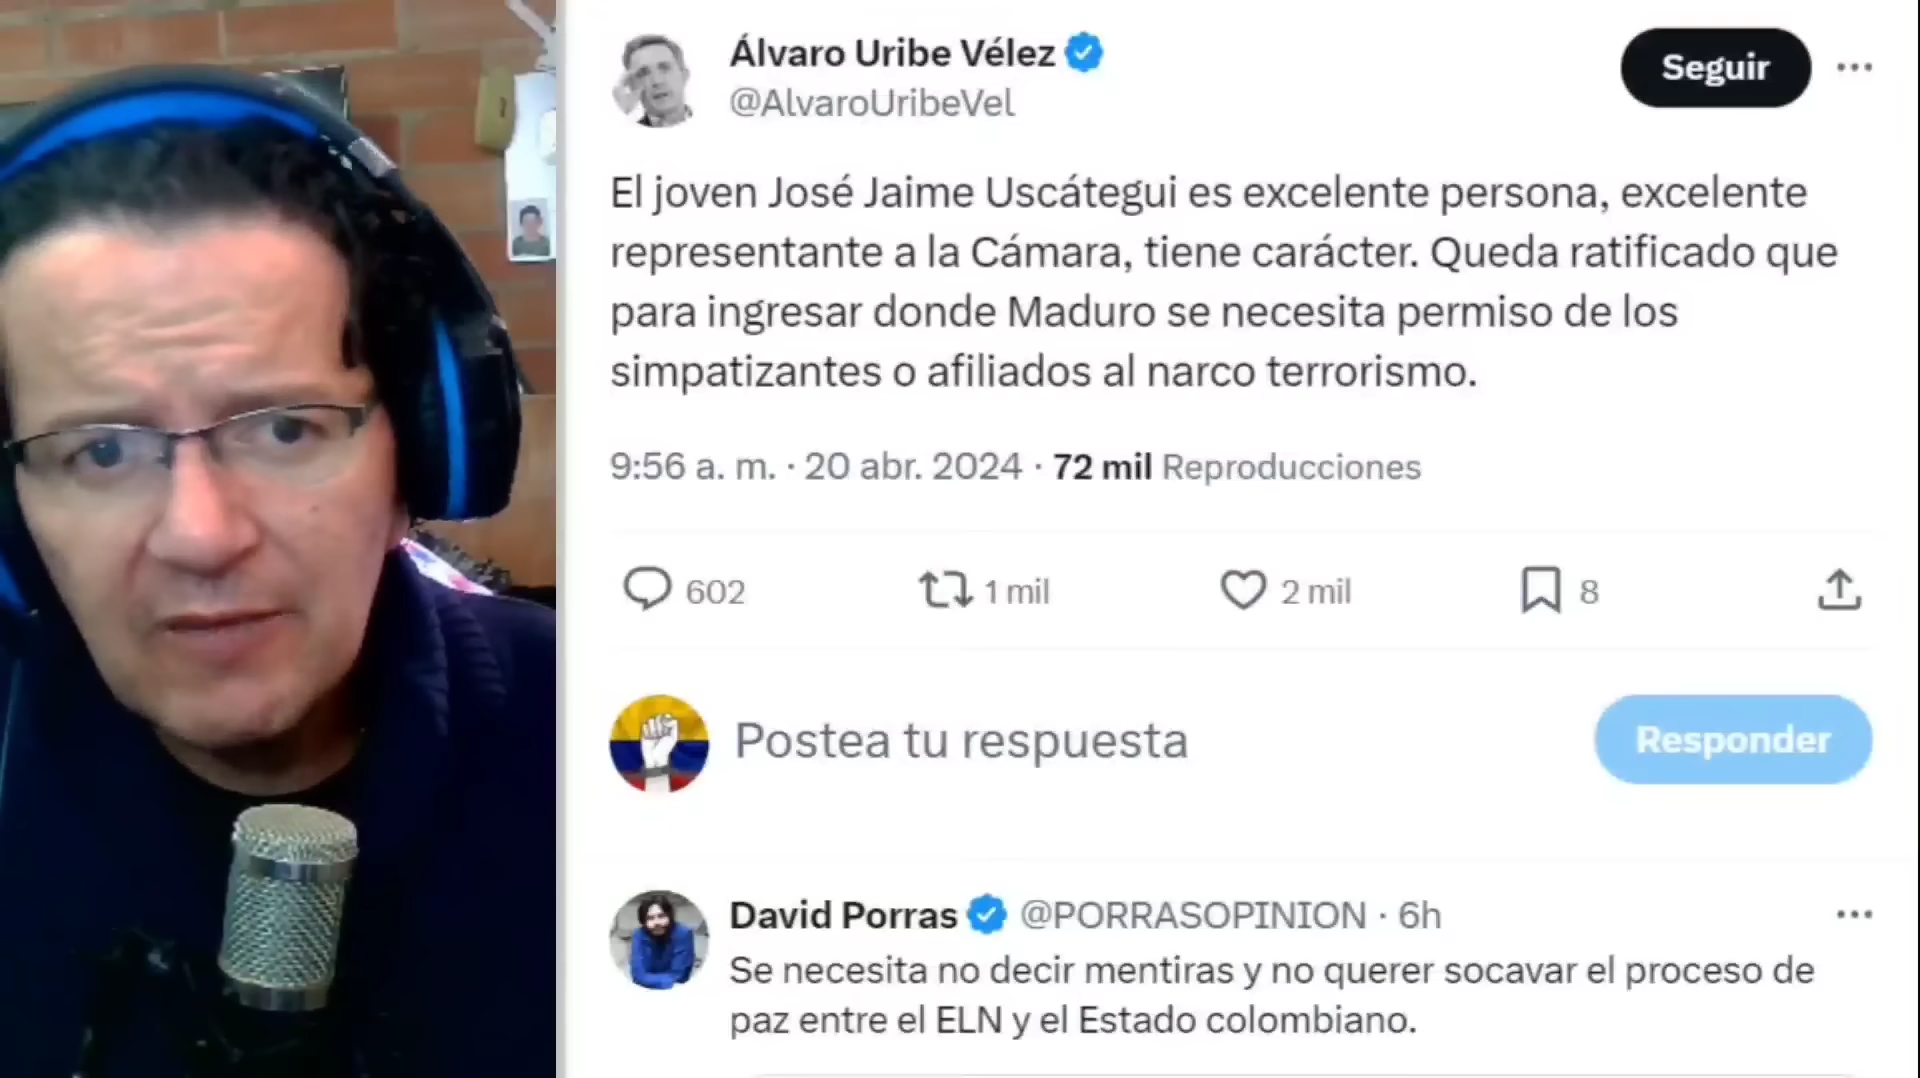 Álvaro Uribe Vélez
@AlvaroUribeVel
Seguir
El joven José Jaime Uscátegui es excelente persona, excelente
representante a la Cámara, tiene carácter. Queda ratificado que
para ingresar donde Maduro se necesita permiso de los
simpatizantes o afiliados al narco terrorismo.
9:56 a. m. · 20 abr. 2024 · 72 mil Reproducciones
602 1 mil 2 mil 8
Postea tu respuesta
Responder
David Porras @PORRASOPINION · 6h
Se necesita no decir mentiras y no querer socavar el proceso de
paz entre el ELN y el Estado colombiano.